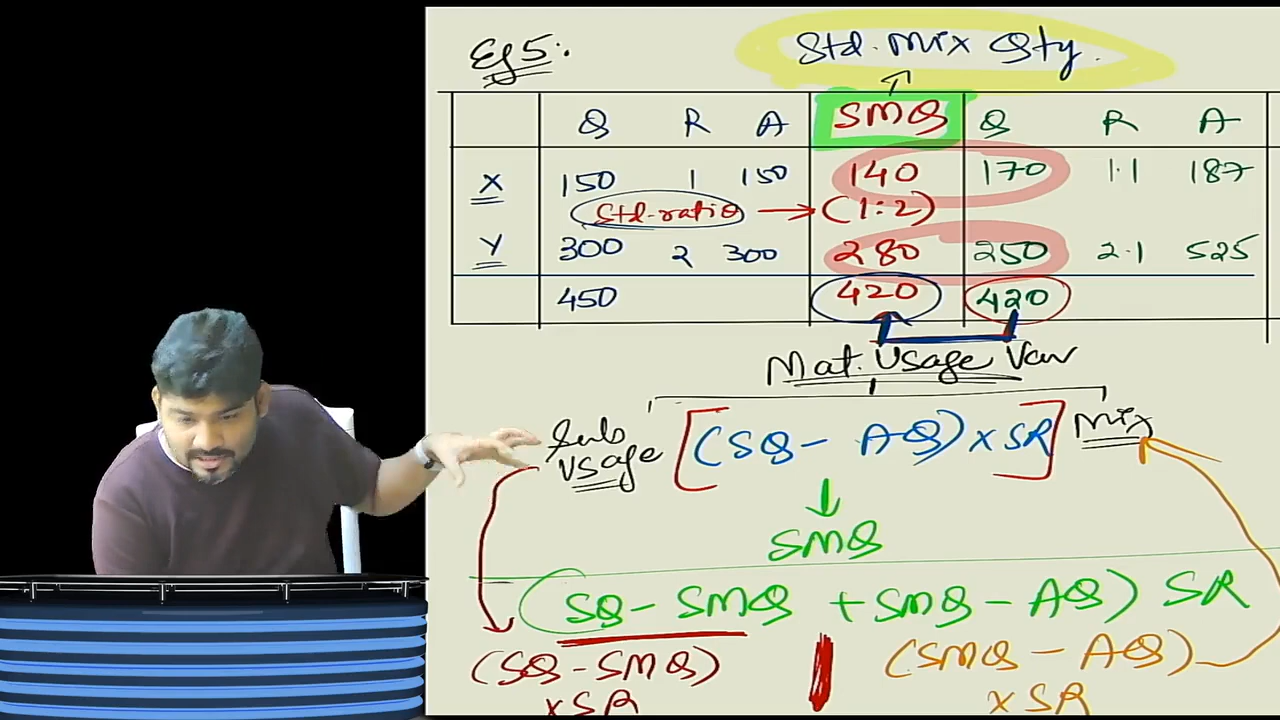 Eg 5:.
Std. Mix Qty.
Q R A SMQ Q R A
X 150 1 150 140 170 1.1 187
Std-ratio → (1:2)
Y 300 2 300 280 250 2.1 525
450 420 420
Mat. Usage Var
Sub Usage [(SQ - AQ) x SR] Mix
↓
SMQ
(SQ - SMQ + SMQ - AQ) SR
(SQ - SMQ) x SR
(SMQ - AQ) x SR